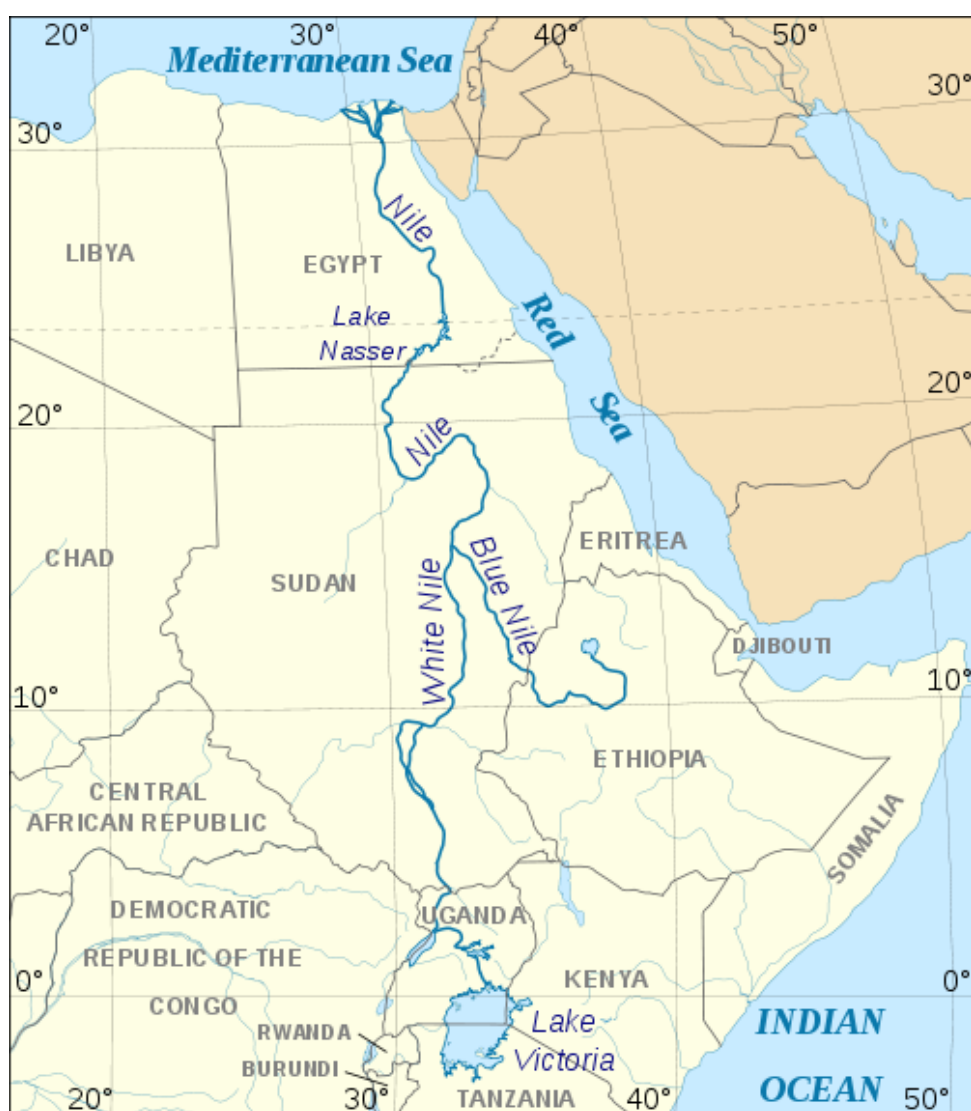 20°
30°
40°
50°
Mediterranean Sea
30°
30°
Nile
LIBYA
EGYPT
Lake
Nasser
Red
Sea
20°
20°
Nile
CHAD
SUDAN
ERITREA
White Nile
Blue Nile
DJIBOUTI
10°
10°
ETHIOPIA
CENTRAL
AFRICAN REPUBLIC
SOMALIA
DEMOCRATIC
REPUBLIC OF THE
CONGO
UGANDA
KENYA
0°
0°
RWANDA
BURUNDI
Lake
Victoria
INDIAN
OCEAN
TANZANIA
20°
30°
40°
50°